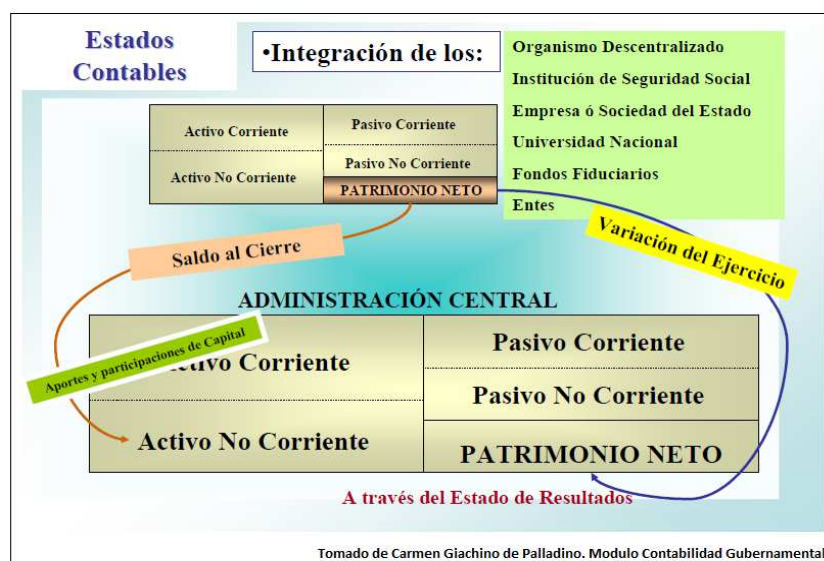 Estados
Contables
•Integración de los:
Organismo Descentralizado
Institución de Seguridad Social
Empresa ó Sociedad del Estado
Universidad Nacional
Fondos Fiduciarios
Entes
Activo Corriente
Pasivo Corriente
Activo No Corriente
Pasivo No Corriente
PATRIMONIO NETO
Saldo al Cierre
Variación del Ejercicio
ADMINISTRACIÓN CENTRAL
Aportes y participaciones de Capital
Activo Corriente
Pasivo Corriente
Pasivo No Corriente
Activo No Corriente
PATRIMONIO NETO
A través del Estado de Resultados
Tomado de Carmen Giachino de Palladino. Modulo Contabilidad Gubernamental